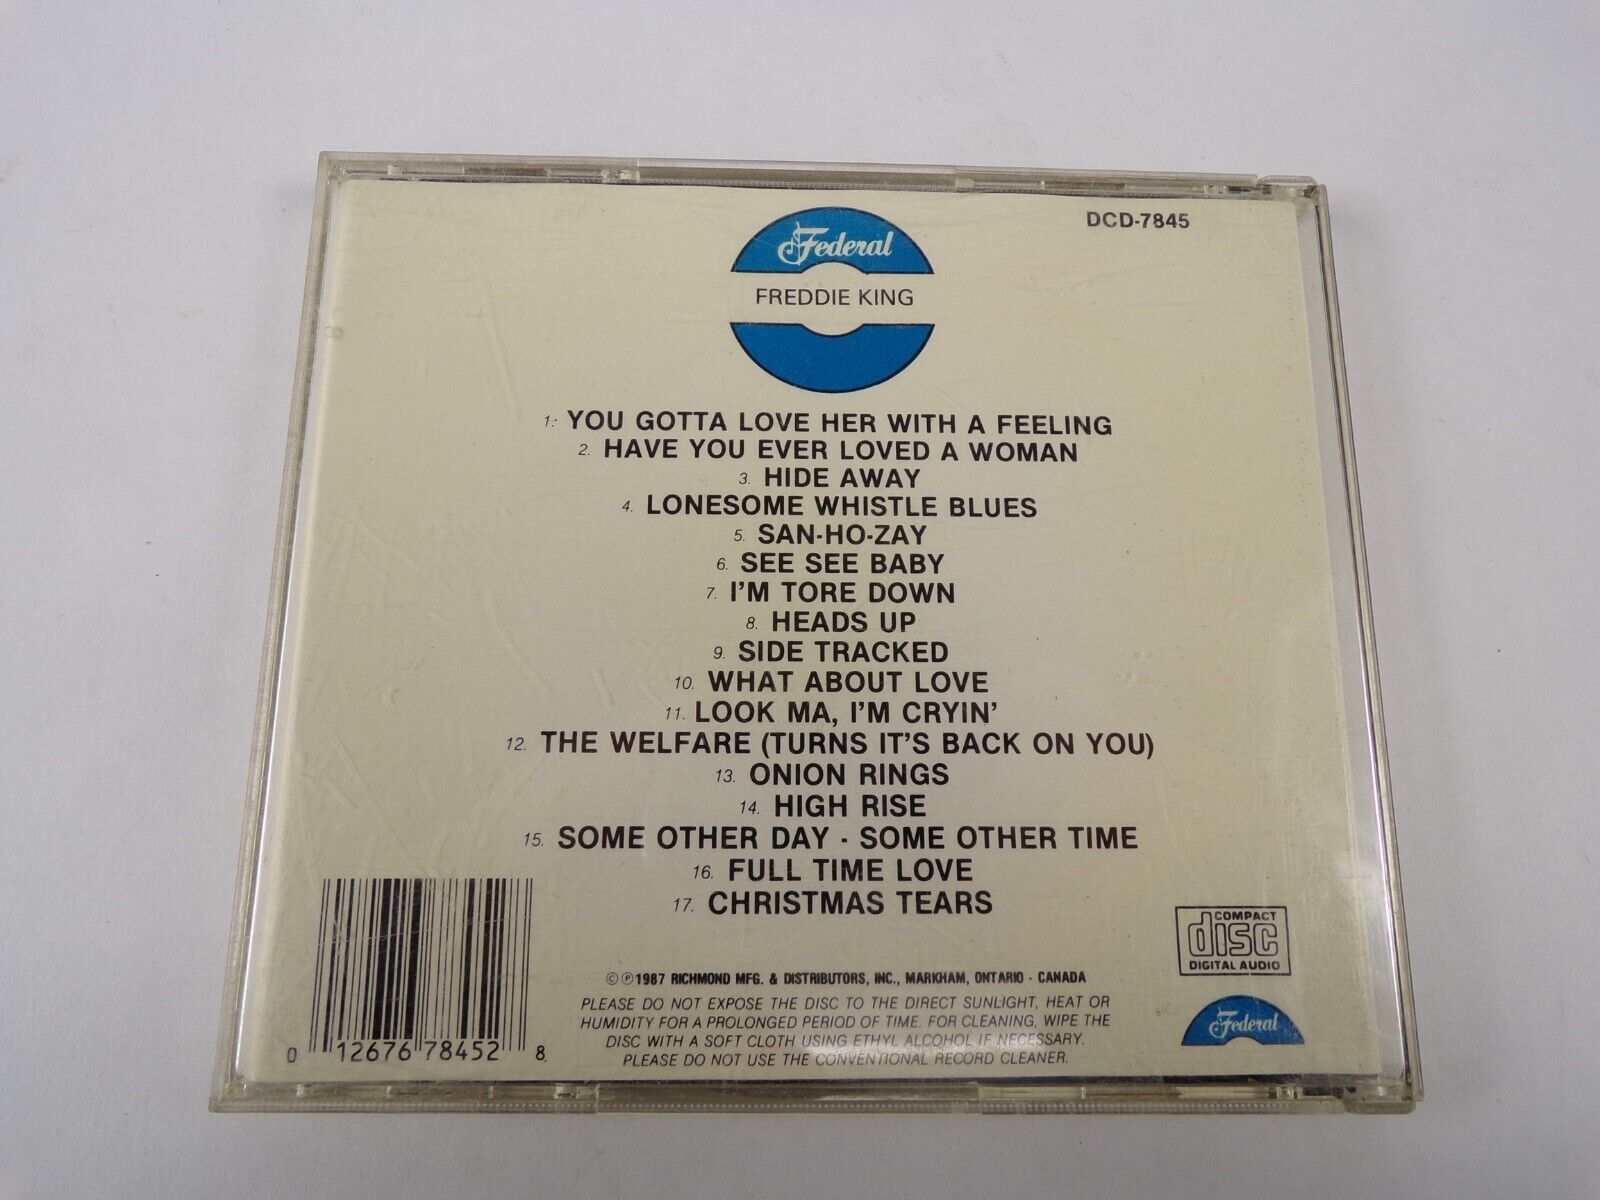 DCD-7845
Federal
FREDDIE KING
1. YOU GOTTA LOVE HER WITH A FEELING
2. HAVE YOU EVER LOVED A WOMAN
3. HIDE AWAY
4. LONESOME WHISTLE BLUES
5. SAN-HO-ZAY
6. SEE SEE BABY
7. I'M TORE DOWN
8. HEADS UP
9. SIDE TRACKED
10. WHAT ABOUT LOVE
11. LOOK MA, I'M CRYIN'
12. THE WELFARE (TURNS IT'S BACK ON YOU)
13. ONION RINGS
14. HIGH RISE
15. SOME OTHER DAY - SOME OTHER TIME
16. FULL TIME LOVE
17. CHRISTMAS TEARS
COMPACT
disc
DIGITAL AUDIO
©℗1987 RICHMOND MFG. & DISTRIBUTORS, INC., MARKHAM, ONTARIO - CANADA
PLEASE DO NOT EXPOSE THE DISC TO THE DIRECT SUNLIGHT, HEAT OR
HUMIDITY FOR A PROLONGED PERIOD OF TIME. FOR CLEANING, WIPE THE
DISC WITH A SOFT CLOTH USING ETHYL ALCOHOL IF NECESSARY.
PLEASE DO NOT USE THE CONVENTIONAL RECORD CLEANER.
Federal
0 12676 78452 8